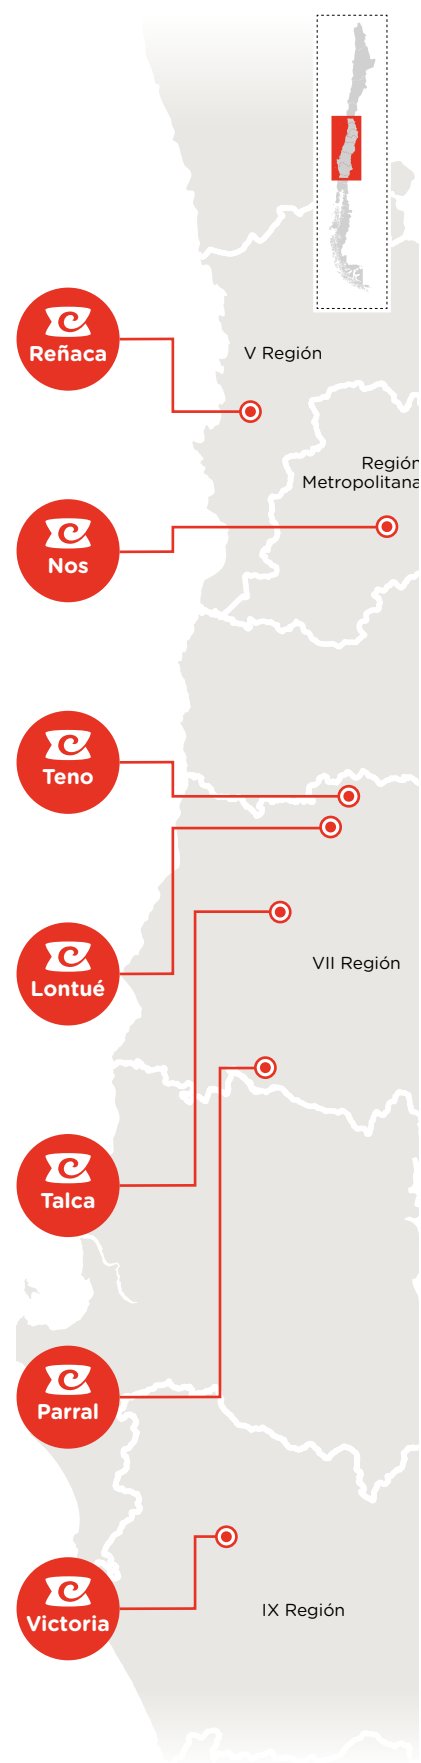 Reñaca
V Región
Región
Metropolitana
Nos
Teno
Lontué
VII Región
Talca
Parral
Victoria
IX Región